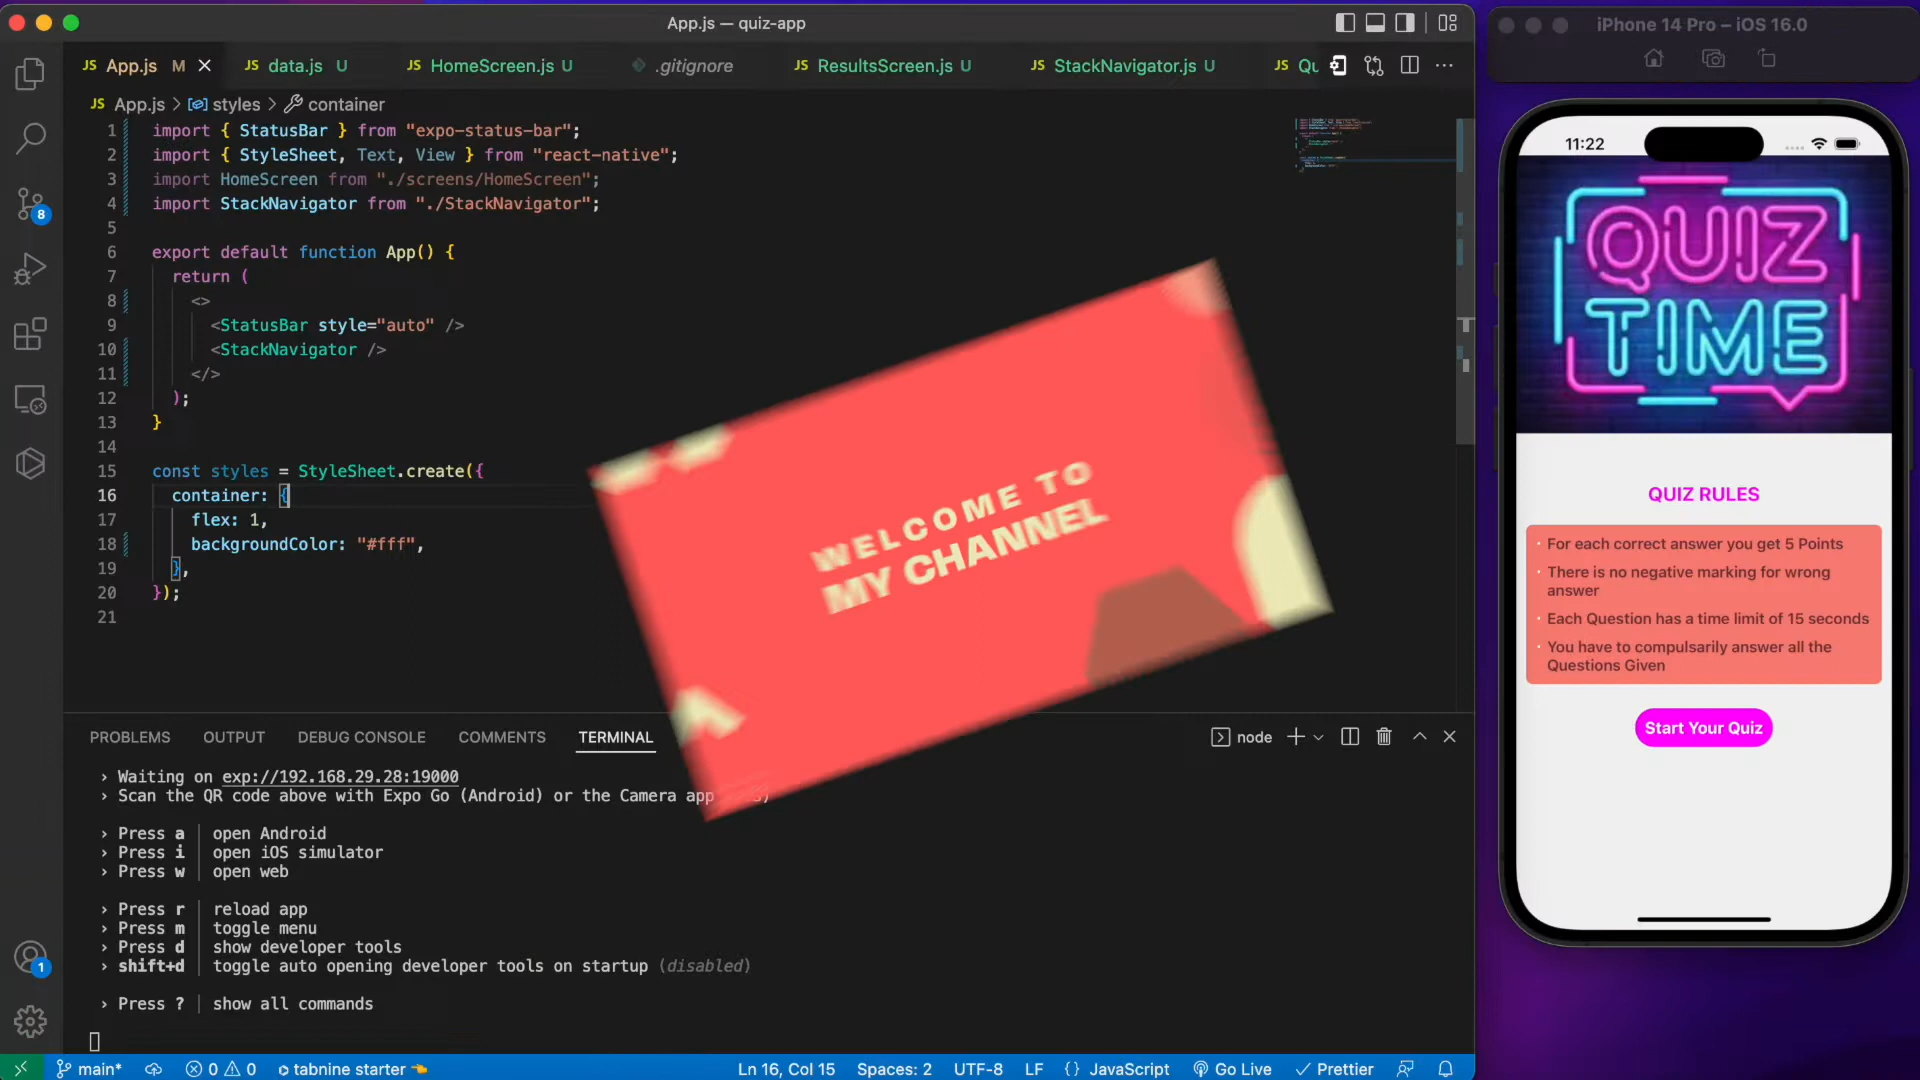 App.js — quiz-app
iPhone 14 Pro – iOS 16.0
JS App.js M
JS data.js U
JS HomeScreen.js U
.gitignore
JS ResultsScreen.js U
JS StackNavigator.js U
JS Qu
JS App.js > styles > container
1 import { StatusBar } from "expo-status-bar";
2 import { StyleSheet, Text, View } from "react-native";
3 import HomeScreen from "./screens/HomeScreen";
4 import StackNavigator from "./StackNavigator";
5
6 export default function App() {
7 return (
8 <>
9 <StatusBar style="auto" />
10 <StackNavigator />
11 </>
12 );
13 }
14
15 const styles = StyleSheet.create({
16 container: {
17 flex: 1,
18 backgroundColor: "#fff",
19 },
20 });
21
8
1
WELCOME TO
MY CHANNEL
PROBLEMS OUTPUT DEBUG CONSOLE COMMENTS TERMINAL
node
› Waiting on exp://192.168.29.28:19000
› Scan the QR code above with Expo Go (Android) or the Camera app
› Press a │ open Android
› Press i │ open iOS simulator
› Press w │ open web
› Press r │ reload app
› Press m │ toggle menu
› Press d │ show developer tools
› shift+d │ toggle auto opening developer tools on startup (disabled)
› Press ? │ show all commands
main* 0 0 tabnine starter Ln 16, Col 15 Spaces: 2 UTF-8 LF {} JavaScript Go Live Prettier
11:22
QUIZ
TIME
QUIZ RULES
• For each correct answer you get 5 Points
• There is no negative marking for wrong
answer
• Each Question has a time limit of 15 seconds
• You have to compulsarily answer all the
Questions Given
Start Your Quiz